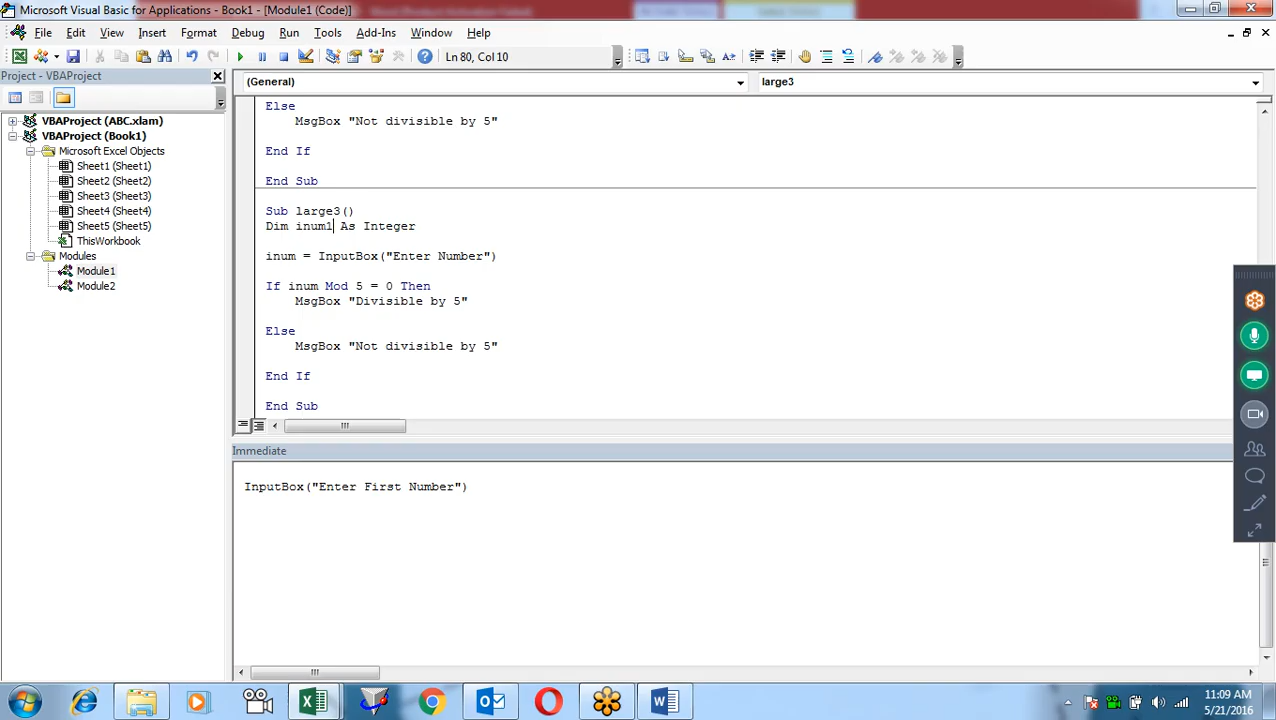 Microsoft Visual Basic for Applications - Book1 - [Module1 (Code)]
File Edit View Insert Format Debug Run Tools Add-Ins Window Help
Ln 80, Col 10
Project - VBAProject
(General) large3
VBAProject (ABC.xlam)
VBAProject (Book1)
Microsoft Excel Objects
Sheet1 (Sheet1)
Sheet2 (Sheet2)
Sheet3 (Sheet3)
Sheet4 (Sheet4)
Sheet5 (Sheet5)
ThisWorkbook
Modules
Module1
Module2
Else
MsgBox "Not divisible by 5"
End If
End Sub
Sub large3()
Dim inum1 As Integer
inum = InputBox("Enter Number")
If inum Mod 5 = 0 Then
MsgBox "Divisible by 5"
Else
MsgBox "Not divisible by 5"
End If
End Sub
Immediate
InputBox("Enter First Number")
11:09 AM
5/21/2016